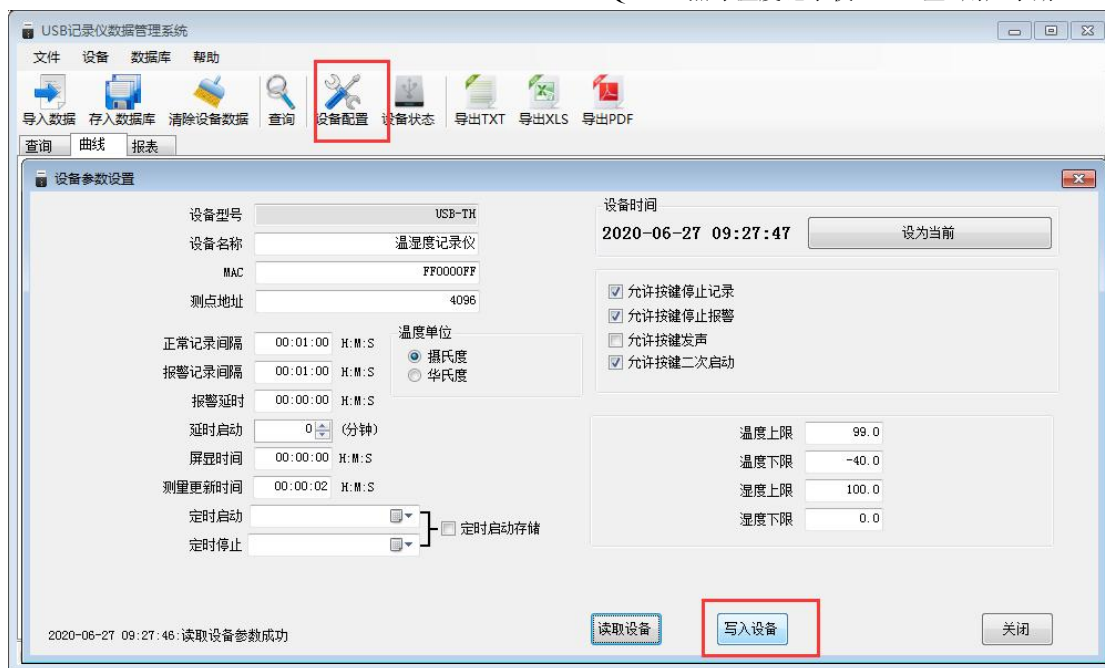 USB记录仪数据管理系统
文件 设备 数据库 帮助
导入数据 存入数据库 清除设备数据 查询 设备配置 设备状态 导出TXT 导出XLS 导出PDF
查询 曲线 报表
设备参数设置
设备型号 USB-TH
设备名称 温湿度记录仪
MAC FF0000FF
测点地址 4096
正常记录间隔 00:01:00 H:M:S
报警记录间隔 00:01:00 H:M:S
报警延时 00:00:00 H:M:S
延时启动 0 (分钟)
屏显时间 00:00:00 H:M:S
测量更新时间 00:00:02 H:M:S
定时启动
定时停止
定时启动存储
温度单位
摄氏度
华氏度
设备时间
2020-06-27 09:27:47 设为当前
允许按键停止记录
允许按键停止报警
允许按键发声
允许按键二次启动
温度上限 99.0
温度下限 -40.0
湿度上限 100.0
湿度下限 0.0
2020-06-27 09:27:46:读取设备参数成功
读取设备 写入设备 关闭